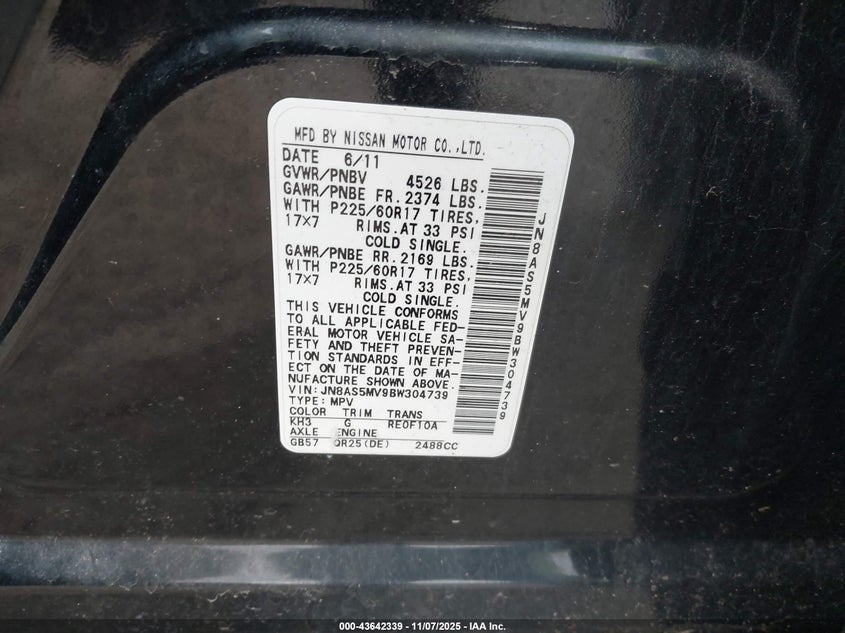 MFD BY NISSAN MOTOR CO.,LTD.
DATE 6/11
GVWR/PNBV 4526 LBS.
GAWR/PNBE FR. 2374 LBS.
WITH P225/60R17 TIRES,
17×7 RIMS.AT 33 PSI
COLD SINGLE.
GAWR/PNBE RR. 2169 LBS.
WITH P225/60R17 TIRES,
17×7 RIMS.AT 33 PSI
COLD SINGLE.
THIS VEHICLE CONFORMS
TO ALL APPLICABLE FED-
ERAL MOTOR VEHICLE SA-
FETY AND THEFT PREVEN-
TION STANDARDS IN EFF-
ECT ON THE DATE OF MA-
NUFACTURE SHOWN ABOVE.
VIN: JN8AS5MV9BW304739
TYPE: MPV
COLOR TRIM TRANS
KH3 G RE0F10A
AXLE ENGINE
GB57 QR25(DE) 2488CC
JN8AS5MV9BW304739
000-43642339 - 11/07/2025 - IAA Inc.